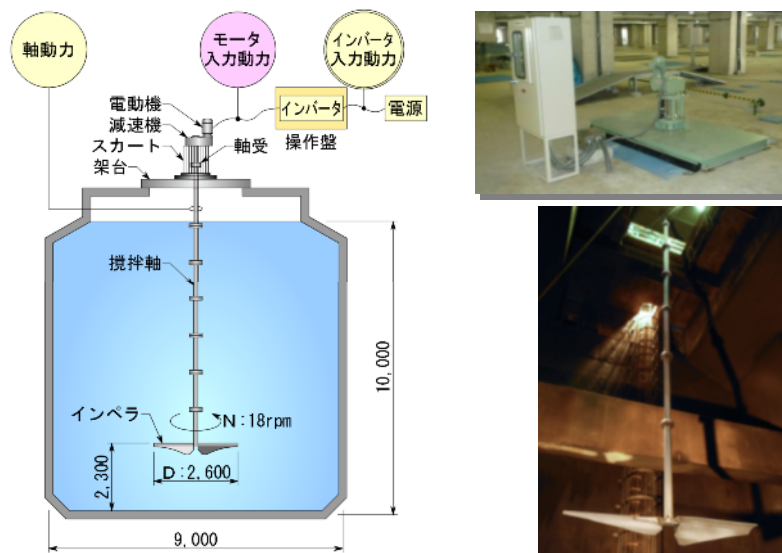 軸動力
モータ
入力動力
インバータ
入力動力
電動機
減速機
スカート
架台
軸受
インバータ
電源
操作盤
撹拌軸
インペラ
N:18rpm
D:2,600
2,300
10,000
9,000